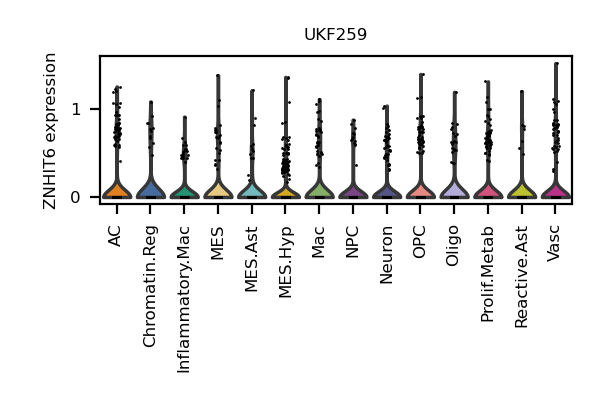 UKF259
ZNHIT6 expression
1
0
AC
Chromatin.Reg
Inflammatory.Mac
MES
MES.Ast
MES.Hyp
Mac
NPC
Neuron
OPC
Oligo
Prolif.Metab
Reactive.Ast
Vasc